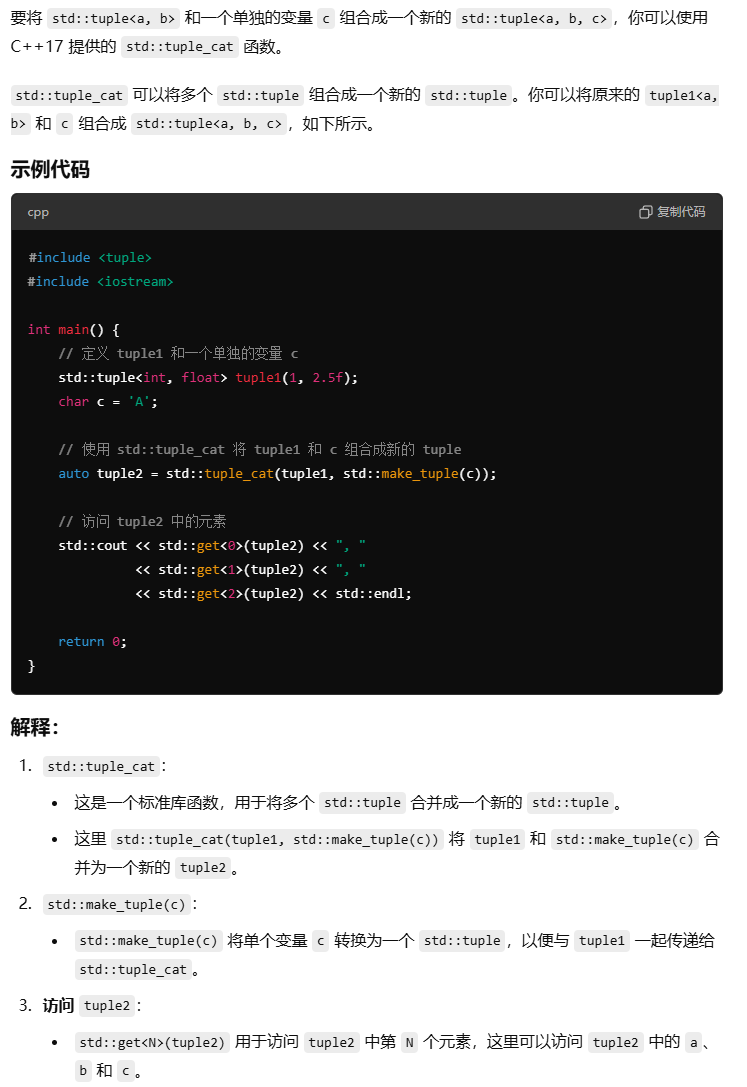 要将 std::tuple<a, b> 和一个单独的变量 c 组合成一个新的 std::tuple<a, b, c>，你可以使用
C++17 提供的 std::tuple_cat 函数。
std::tuple_cat 可以将多个 std::tuple 组合成一个新的 std::tuple。你可以将原来的 tuple1<a,
b> 和 c 组合成 std::tuple<a, b, c>，如下所示。
示例代码
cpp 复制代码
#include <tuple>
#include <iostream>
int main() {
    // 定义 tuple1 和一个单独的变量 c
    std::tuple<int, float> tuple1(1, 2.5f);
    char c = 'A';
    // 使用 std::tuple_cat 将 tuple1 和 c 组合成新的 tuple
    auto tuple2 = std::tuple_cat(tuple1, std::make_tuple(c));
    // 访问 tuple2 中的元素
    std::cout << std::get<0>(tuple2) << ", "
              << std::get<1>(tuple2) << ", "
              << std::get<2>(tuple2) << std::endl;
    return 0;
}
解释：
1. std::tuple_cat：
• 这是一个标准库函数，用于将多个 std::tuple 合并成一个新的 std::tuple。
• 这里 std::tuple_cat(tuple1, std::make_tuple(c)) 将 tuple1 和 std::make_tuple(c) 合
并为一个新的 tuple2。
2. std::make_tuple(c)：
• std::make_tuple(c) 将单个变量 c 转换为一个 std::tuple，以便与 tuple1 一起传递给
std::tuple_cat。
3. 访问 tuple2：
• std::get<N>(tuple2) 用于访问 tuple2 中第 N 个元素，这里可以访问 tuple2 中的 a、
b 和 c。